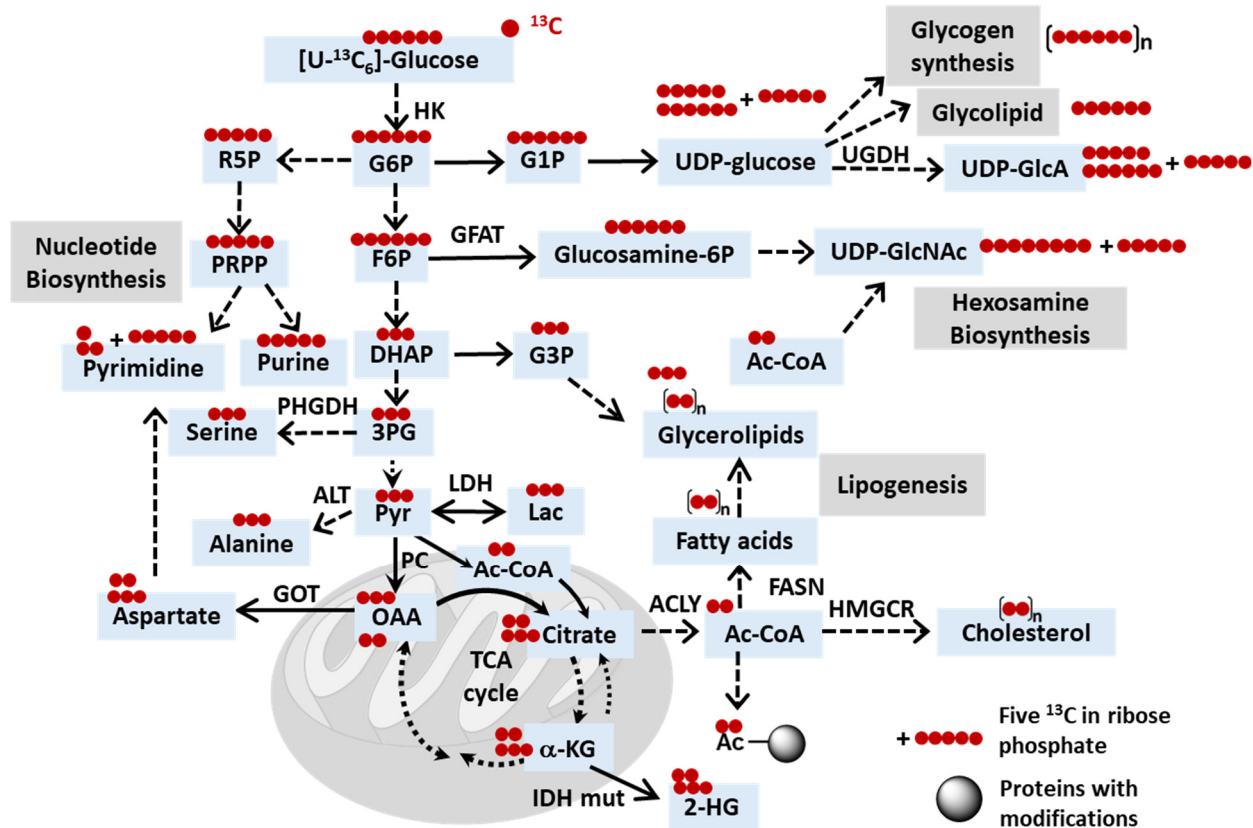 ¹³C
[U-¹³C₆]-Glucose
Glycogen
synthesis
[ ]n
HK
+
Glycolipid
R5P
G6P
G1P
UDP-glucose
UGDH
UDP-GlcA
+
Nucleotide
Biosynthesis
PRPP
F6P
GFAT
Glucosamine-6P
UDP-GlcNAc
+
Hexosamine
Biosynthesis
+
Pyrimidine
Purine
DHAP
G3P
Ac-CoA
[ ]n
Glycerolipids
PHGDH
Serine
3PG
Lipogenesis
ALT
Pyr
LDH
Lac
[ ]n
Fatty acids
Alanine
PC
Ac-CoA
FASN
GOT
Aspartate
OAA
Citrate
ACLY
Ac-CoA
HMGCR
[ ]n
Cholesterol
TCA
cycle
α-KG
Ac
IDH mut
2-HG
+
Five ¹³C in ribose
phosphate
Proteins with
modifications